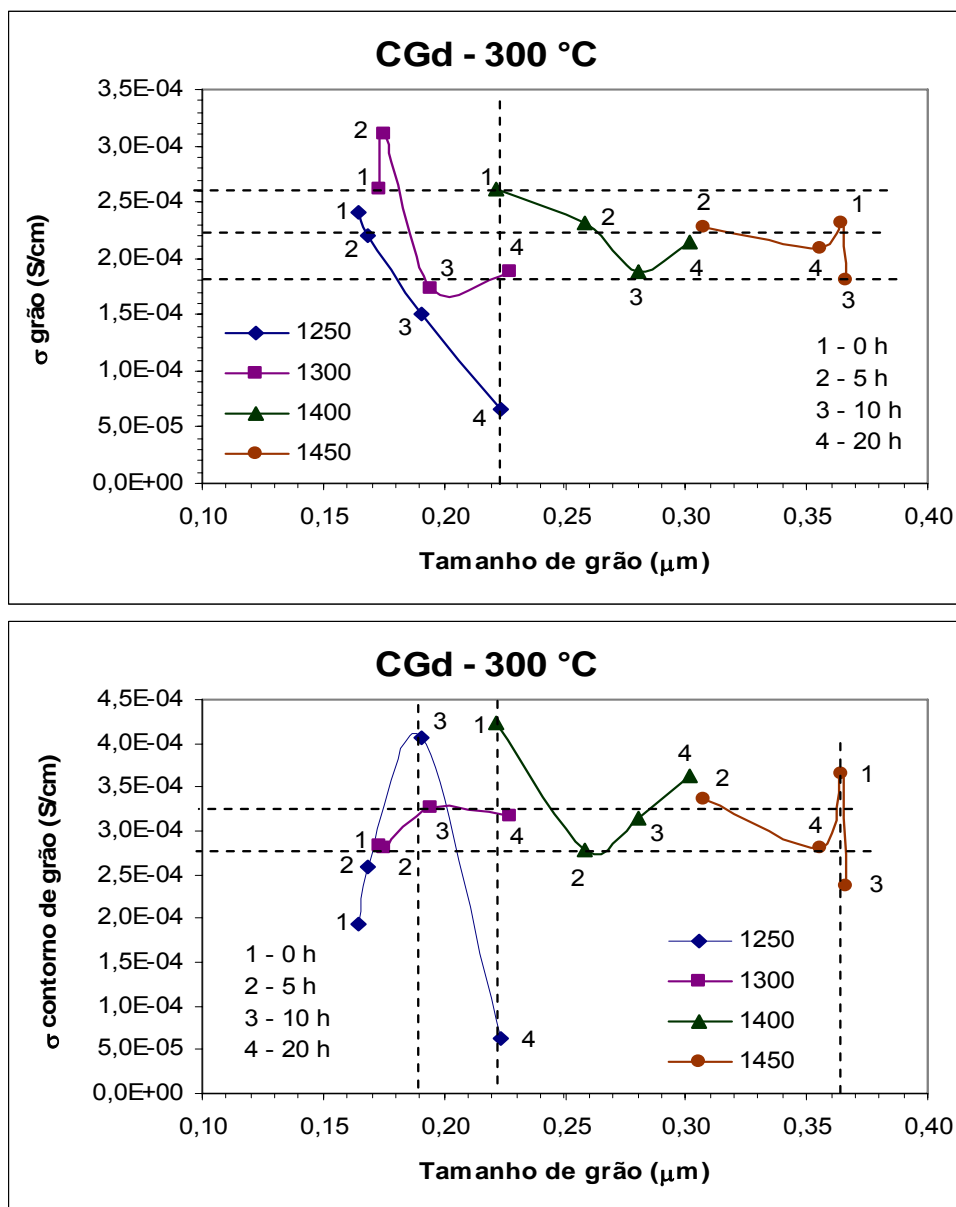 CGd - 300 °C
3,5E-04
3,0E-04
2,5E-04
2,0E-04
1,5E-04
1,0E-04
5,0E-05
0,0E+00
σ grão (S/cm)
2
1
1
2
3
4
3
4
1
2
3
4
2
1
4
3
1250
1300
1400
1450
1 - 0 h
2 - 5 h
3 - 10 h
4 - 20 h
0,10 0,15 0,20 0,25 0,30 0,35 0,40
Tamanho de grão (μm)
CGd - 300 °C
4,5E-04
4,0E-04
3,5E-04
3,0E-04
2,5E-04
2,0E-04
1,5E-04
1,0E-04
5,0E-05
0,0E+00
σ contorno de grão (S/cm)
3
1
2
1
2
3
4
4
1
2
3
4
2
4
1
3
1 - 0 h
2 - 5 h
3 - 10 h
4 - 20 h
1250
1300
1400
1450
0,10 0,15 0,20 0,25 0,30 0,35 0,40
Tamanho de grão (μm)